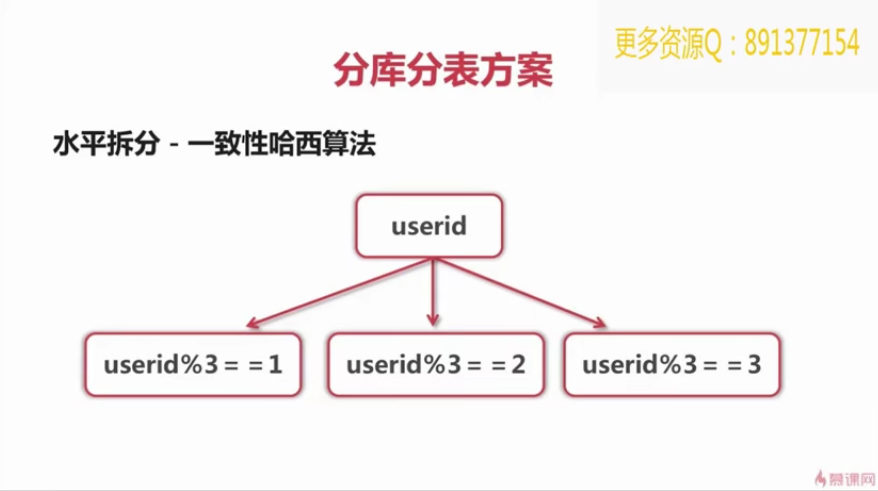 更多资源Q：891377154
分库分表方案
水平拆分 - 一致性哈西算法
userid
userid%3==1
userid%3==2
userid%3==3
慕课网